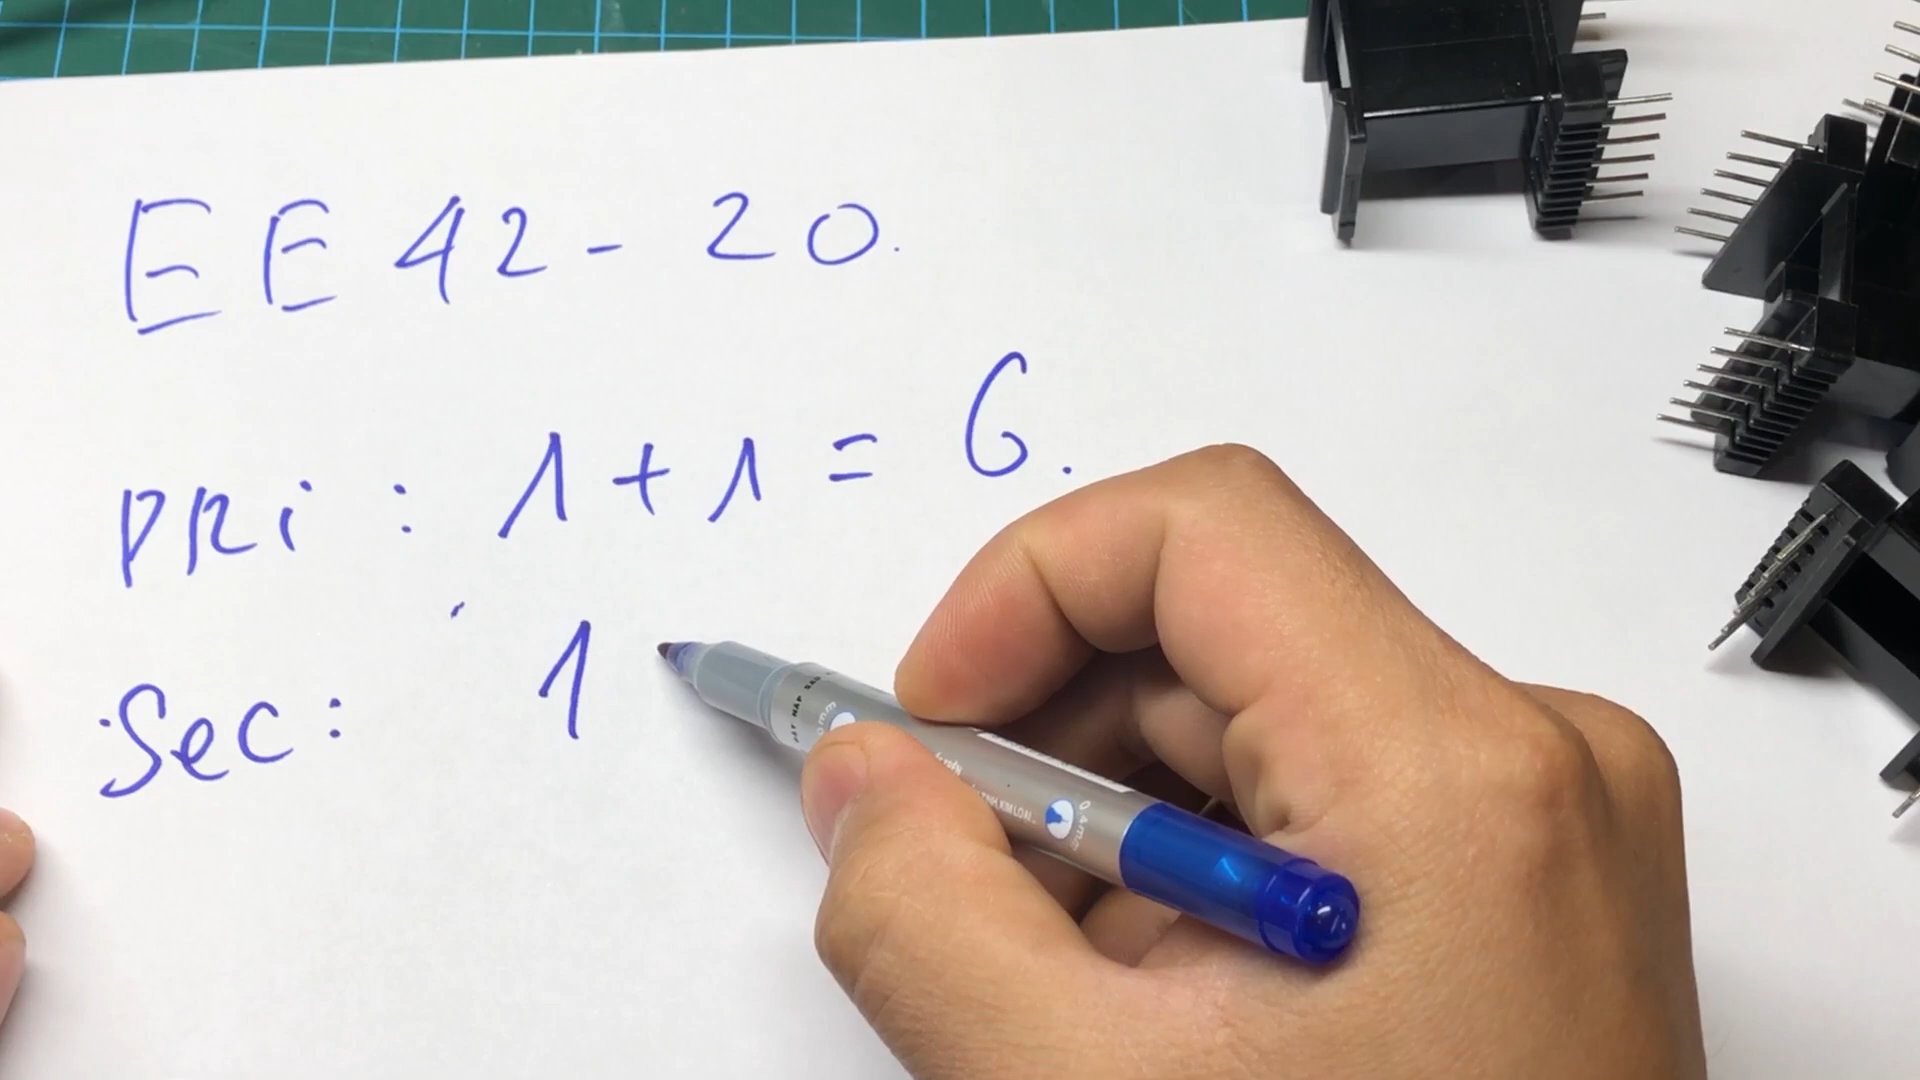 EE 42 - 20.
PRi : 1 + 1 = 6.
Sec : 1